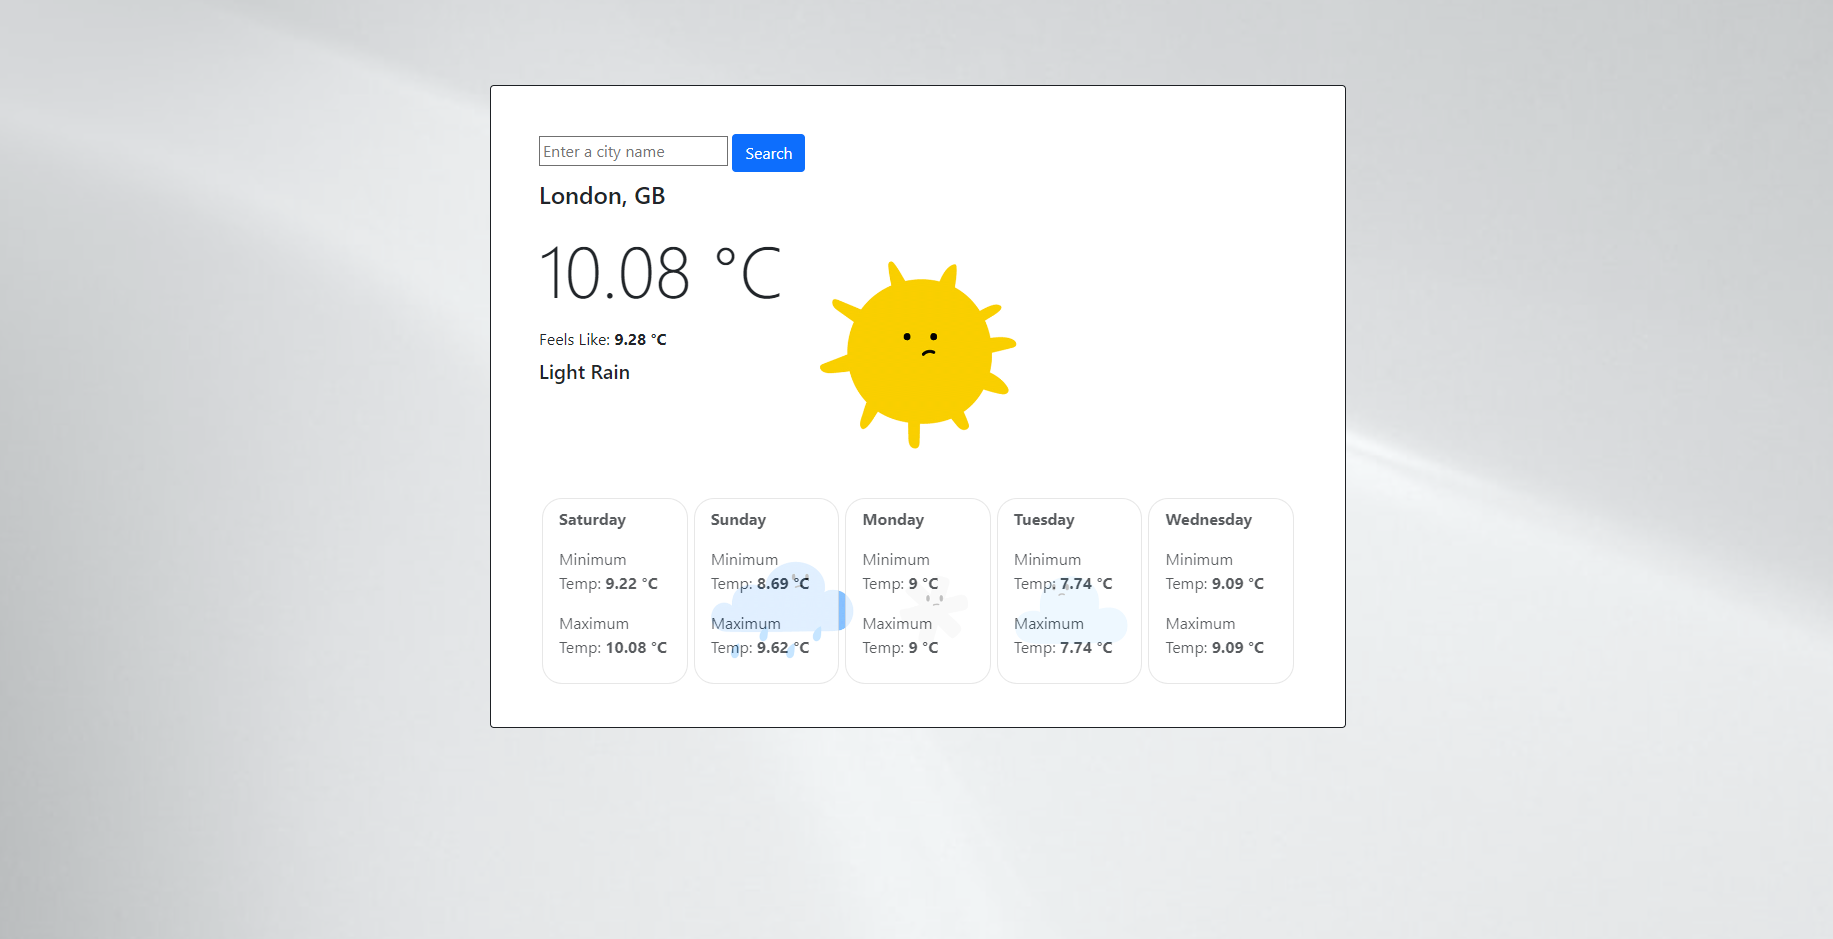 Enter a city name
Search
London, GB
10.08 °C
Feels Like: 9.28 °C
Light Rain
Saturday
Minimum
Temp: 9.22 °C
Maximum
Temp: 10.08 °C
Sunday
Minimum
Temp: 8.69 °C
Maximum
Temp: 9.62 °C
Monday
Minimum
Temp: 9 °C
Maximum
Temp: 9 °C
Tuesday
Minimum
Temp: 7.74 °C
Maximum
Temp: 7.74 °C
Wednesday
Minimum
Temp: 9.09 °C
Maximum
Temp: 9.09 °C